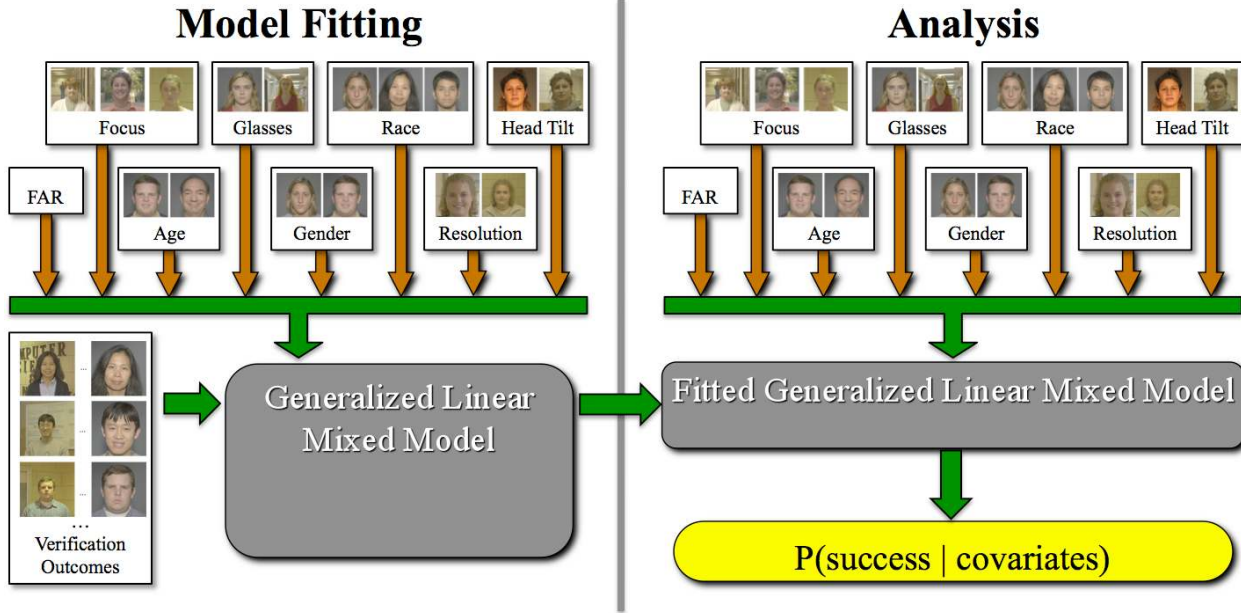 Model Fitting
Focus
Glasses
Race
Head Tilt
FAR
Age
Gender
Resolution
Generalized Linear
Mixed Model
...
...
...
...
Verification
Outcomes
Analysis
Focus
Glasses
Race
Head Tilt
FAR
Age
Gender
Resolution
Fitted Generalized Linear Mixed Model
P(success | covariates)